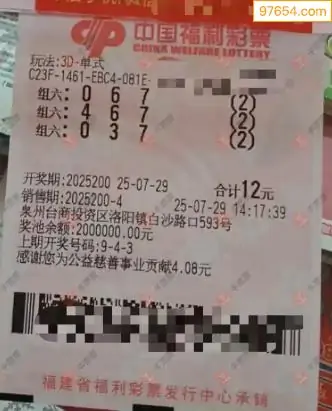 97654.com
中国福利彩票
CHINA WELFARE LOTTERY
玩法:3D-单式
C23F-1461-EBC4-081E-
组六: 0 6 7 (2)
组六: 4 6 7 (2)
组六: 0 3 7 (2)
开奖期:2025200 25-07-29 合计12元
销售期:2025200-4 25-07-29 14:17:39
泉州台商投资区洛阳镇白沙路口593号
奖池余额:2000000.00元
上期开奖号码:9-4-3
感谢您为公益慈善事业贡献4.08元
福建省福利彩票发行中心承销